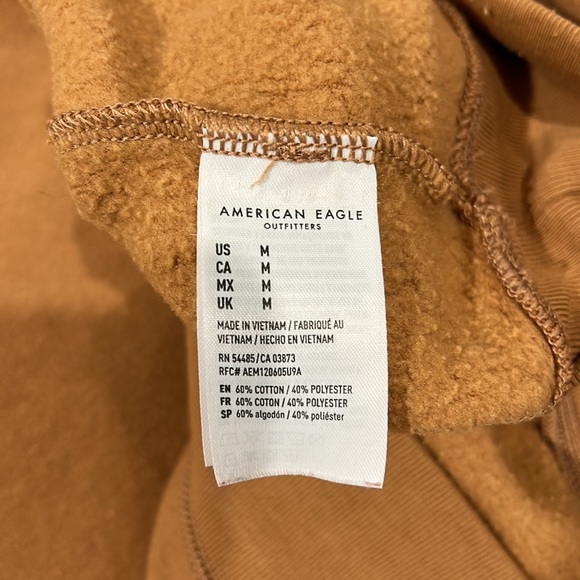 AMERICAN EAGLE
OUTFITTERS
US M
CA M
MX M
UK M
MADE IN VIETNAM / FABRIQUÉ AU
VIETNAM / HECHO EN VIETNAM
RN 54485/CA 03873
RFC# AEM120605U9A
EN 60% COTTON / 40% POLYESTER
FR 60% COTON / 40% POLYESTER
SP 60% algodón / 40% poliéster